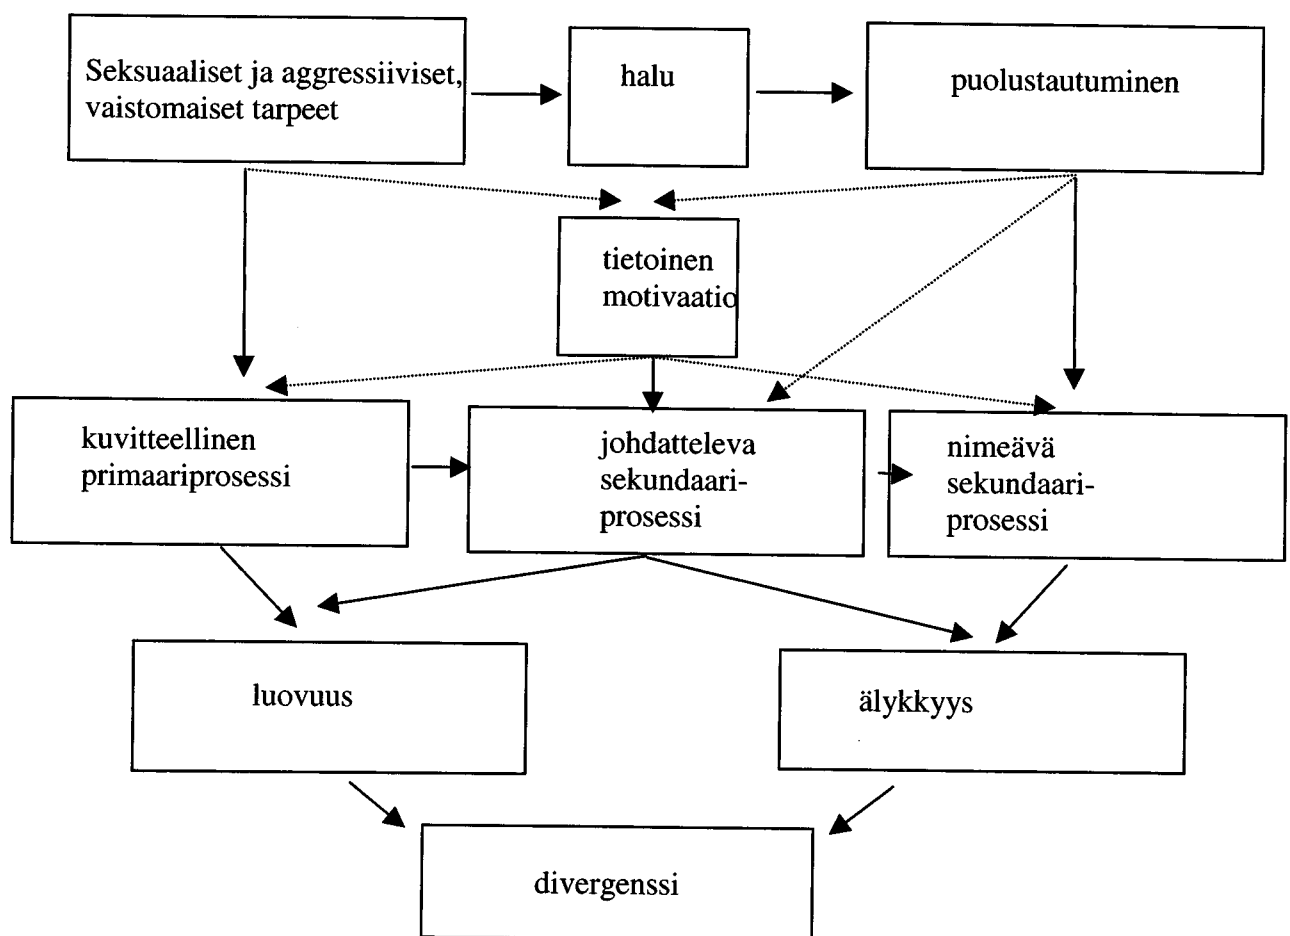 Seksuaaliset ja aggressiiviset,
vaistomaiset tarpeet
halu
puolustautuminen
tietoinen
motivaatio
kuvitteellinen
primaariprosessi
johdatteleva
sekundaari-
prosessi
nimeävä
sekundaari-
prosessi
luovuus
älykkyys
divergenssi